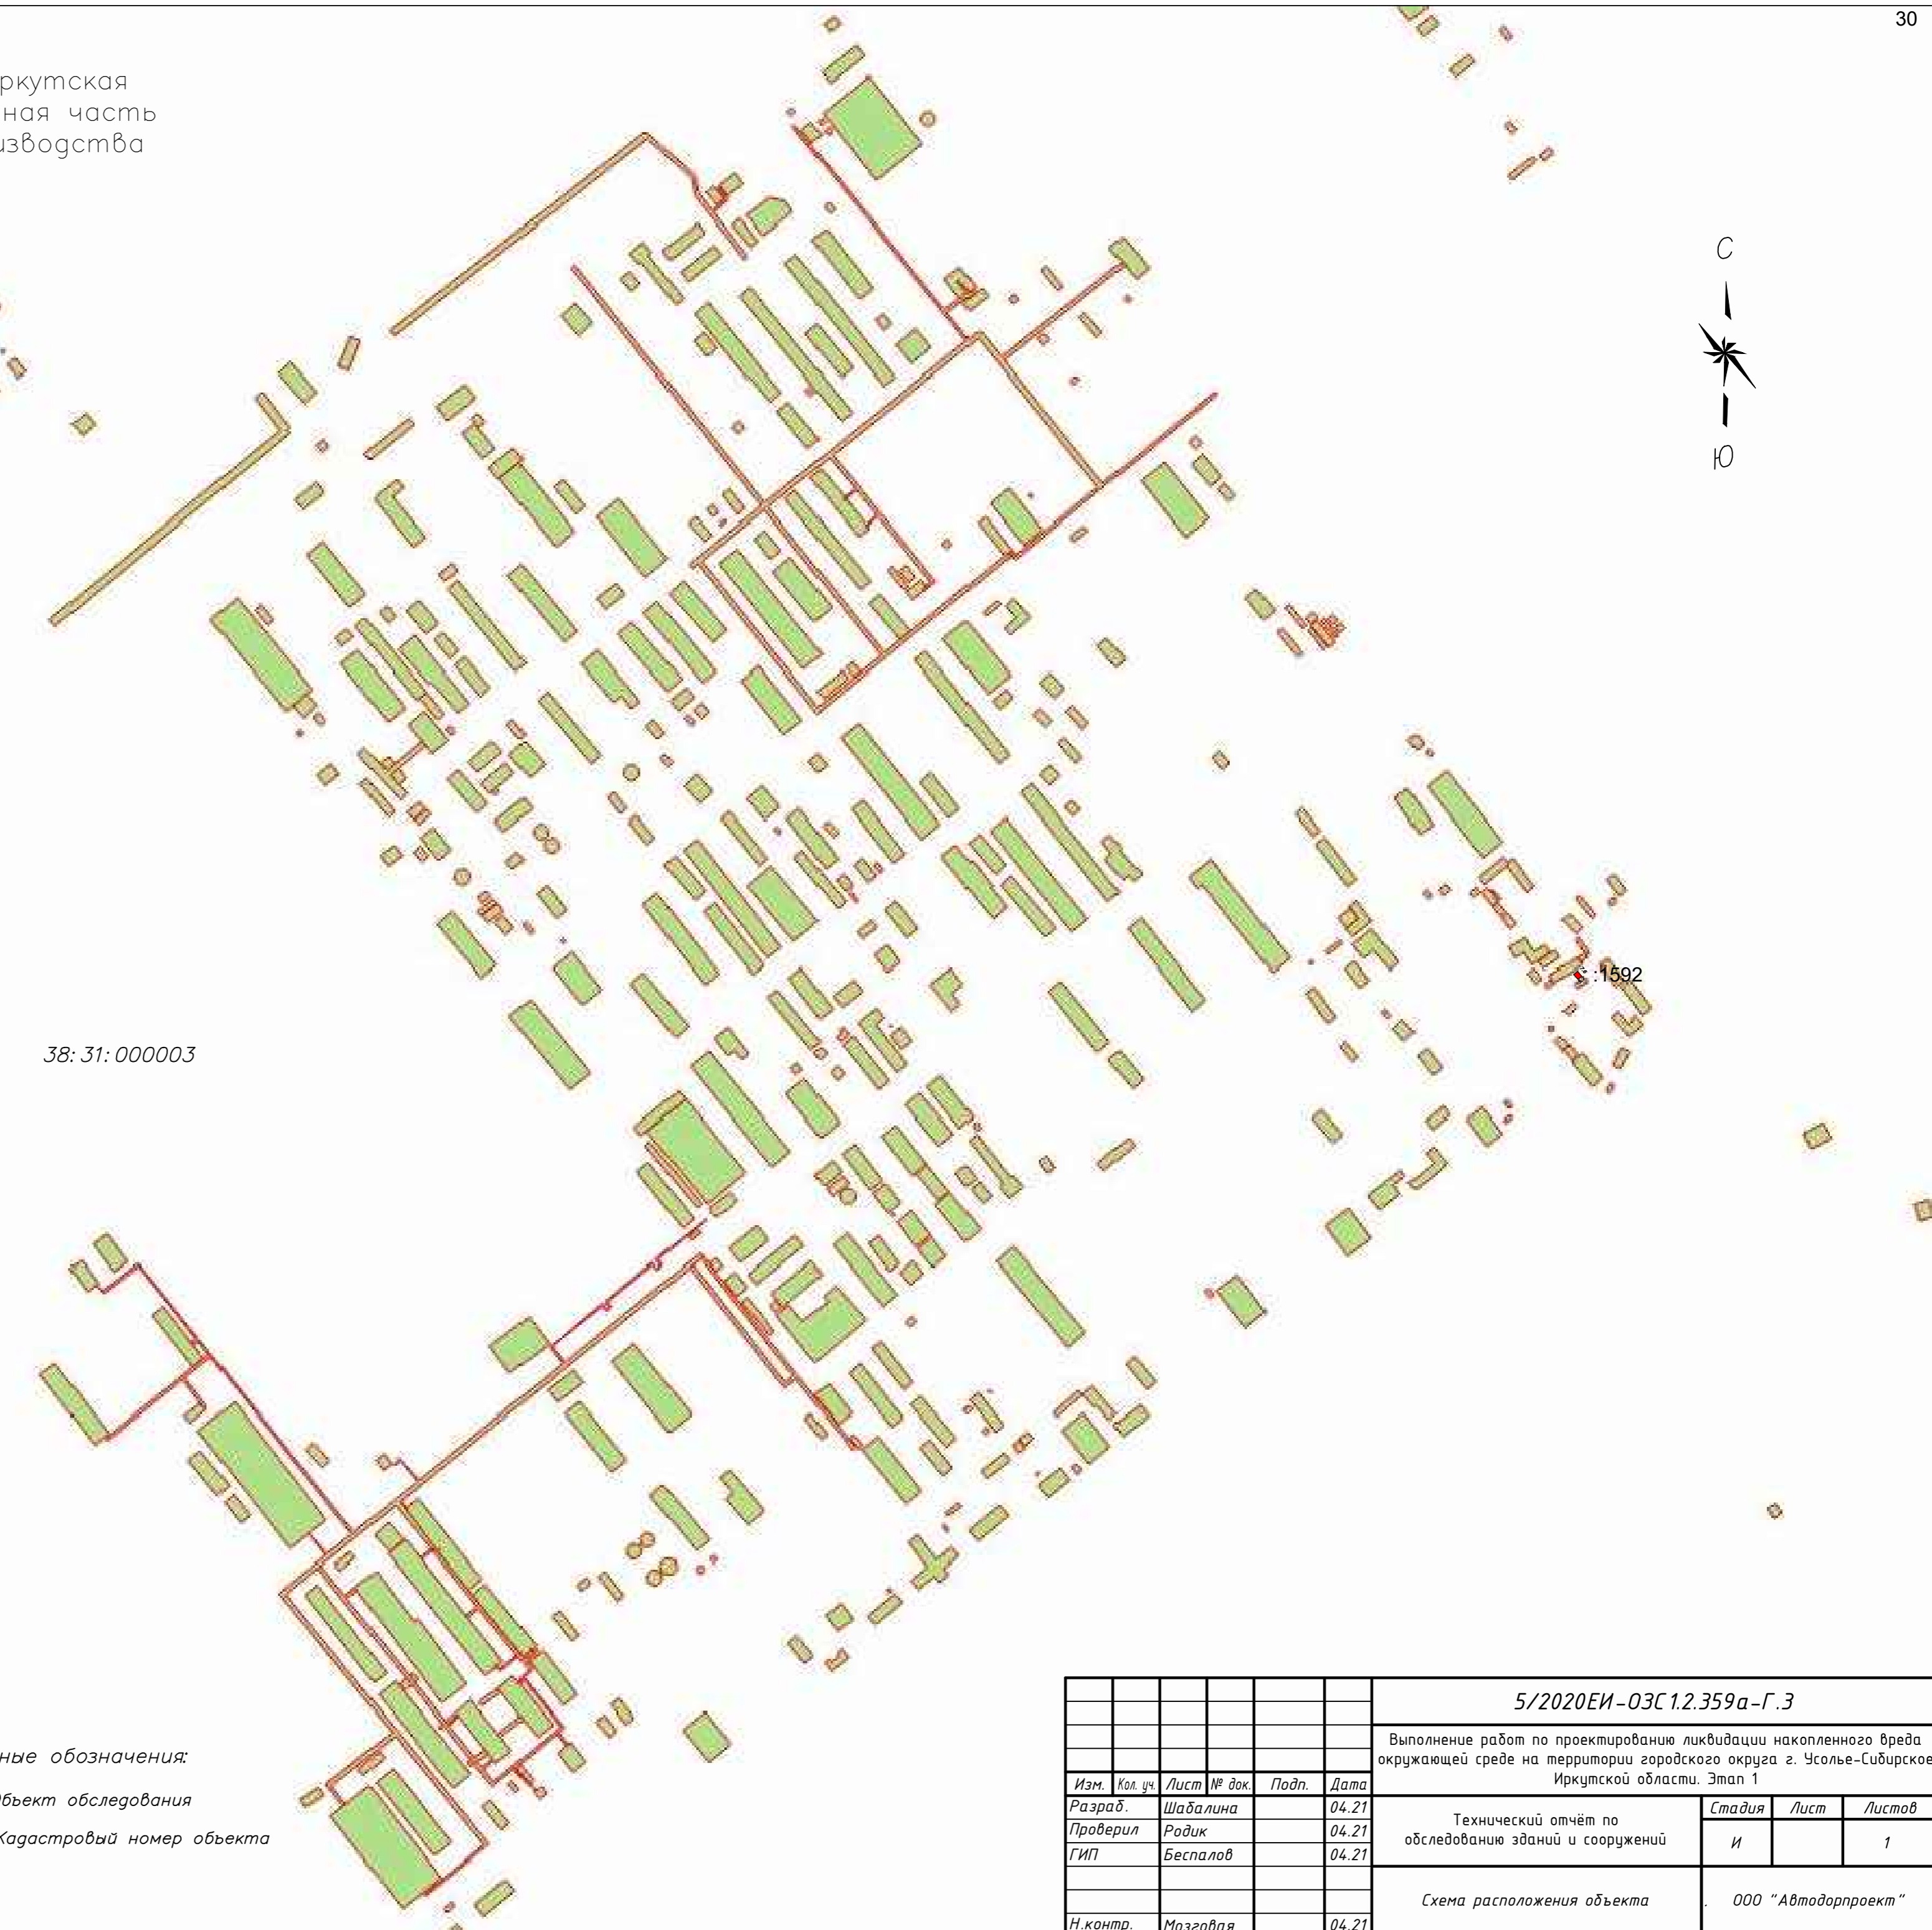 30
ркутская
ная часть
изводства
С
Ю
:1592
38:31:000003
ные обозначения:
Объект обследования
Кадастровый номер объекта
5/2020ЕИ-ОЗС1.2.359а-Г.3
Выполнение работ по проектированию ликвидации накопленного вреда
окружающей среде на территории городского округа г. Усолье-Сибирское
Иркутской области. Этап 1
Изм. Кол. уч. Лист № док. Подп. Дата
Разраб. Шабалина 04.21
Проверил Родик 04.21
ГИП Беспалов 04.21
Н.контр. Мозговая 04.21
Технический отчёт по
обследованию зданий и сооружений
Стадия Лист Листов
И 1
Схема расположения объекта
ООО "Автодорпроект"